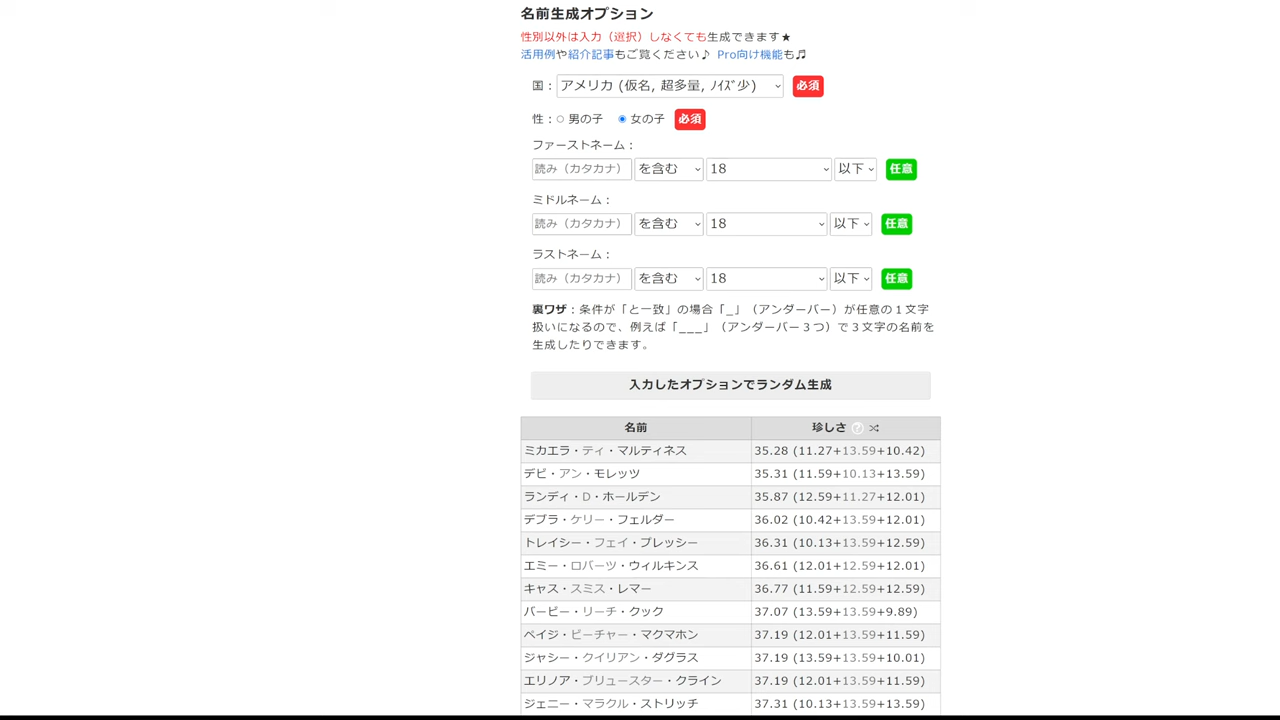 名前生成オプション
性別以外は入力（選択）しなくても生成できます★
活用例や紹介記事もご覧ください♪ Pro向け機能も♫
国： アメリカ (仮名, 超多量, ﾉｲｽﾞ少) 必須
性： 男の子 女の子 必須
ファーストネーム：
読み（カタカナ） を含む 18 以下 任意
ミドルネーム：
読み（カタカナ） を含む 18 以下 任意
ラストネーム：
読み（カタカナ） を含む 18 以下 任意
裏ワザ：条件が「と一致」の場合「_」（アンダーバー）が任意の１文字
扱いになるので、例えば「___」（アンダーバー３つ）で３文字の名前を
生成したりできます。
入力したオプションでランダム生成
名前 珍しさ ?
ミカエラ・ティ・マルティネス 35.28 (11.27+13.59+10.42)
デビ・アン・モレッツ 35.31 (11.59+10.13+13.59)
ランディ・D・ホールデン 35.87 (12.59+11.27+12.01)
デブラ・ケリー・フェルダー 36.02 (10.42+13.59+12.01)
トレイシー・フェイ・プレッシー 36.31 (10.13+13.59+12.59)
エミー・ロバーツ・ウィルキンス 36.61 (12.01+12.59+12.01)
キャス・スミス・レマー 36.77 (11.59+12.59+12.59)
バービー・リーチ・クック 37.07 (13.59+13.59+9.89)
ペイジ・ビーチャー・マクマホン 37.19 (12.01+13.59+11.59)
ジャシー・クイリアン・ダグラス 37.19 (13.59+13.59+10.01)
エリノア・ブリュースター・クライン 37.19 (12.01+13.59+11.59)
ジェニー・マラクル・ストリッチ 37.31 (10.13+13.59+13.59)